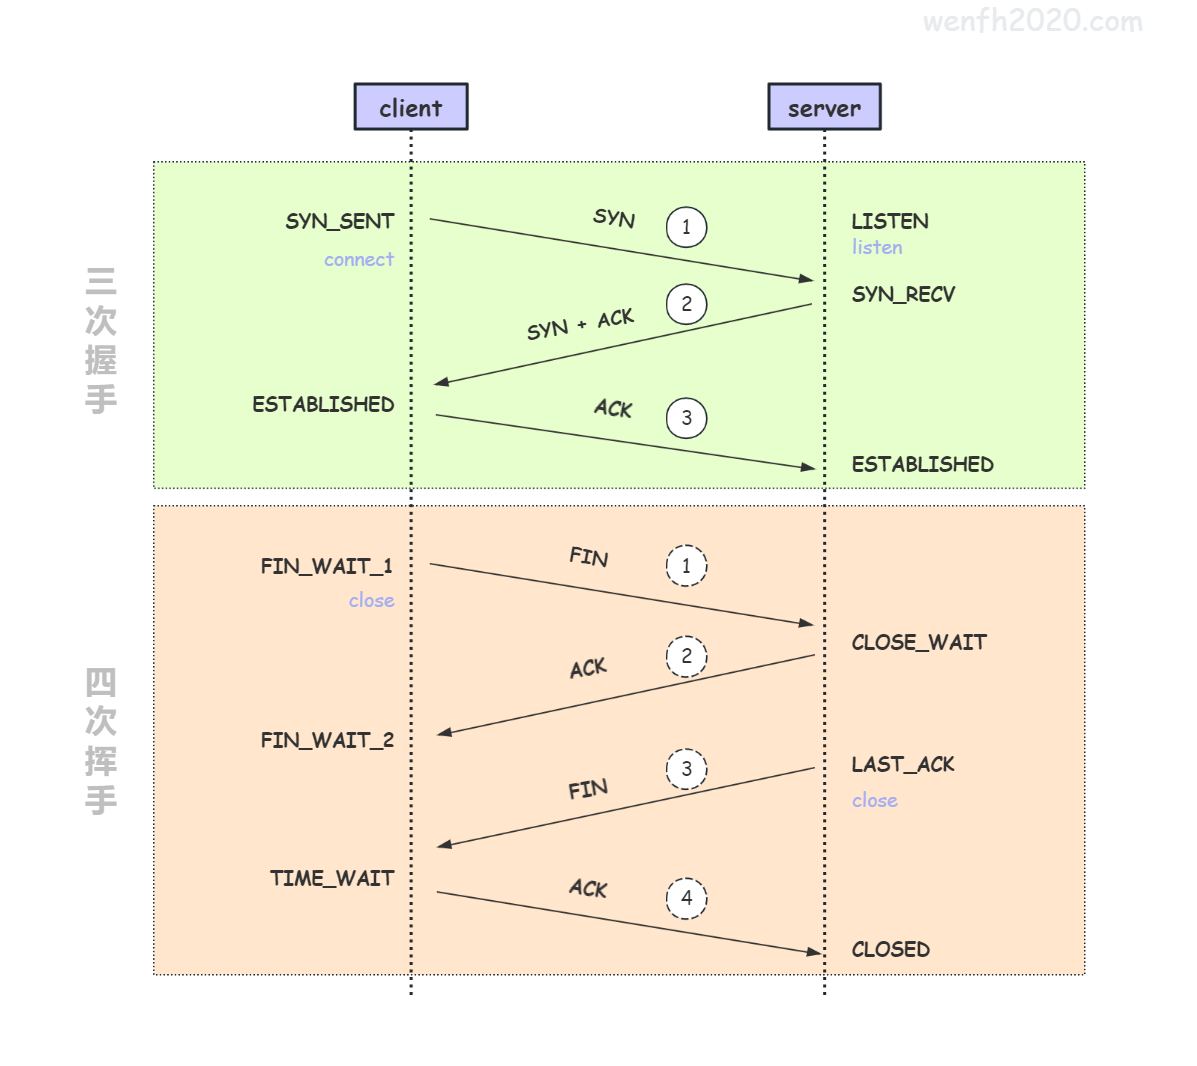 wenfh2020.com
client
server
三次握手
SYN_SENT
SYN
1
LISTEN
connect
listen
2
SYN_RECV
SYN + ACK
ESTABLISHED
ACK
3
ESTABLISHED
四次挥手
FIN_WAIT_1
FIN
1
close
CLOSE_WAIT
ACK
2
FIN_WAIT_2
3
LAST_ACK
FIN
close
TIME_WAIT
ACK
4
CLOSED